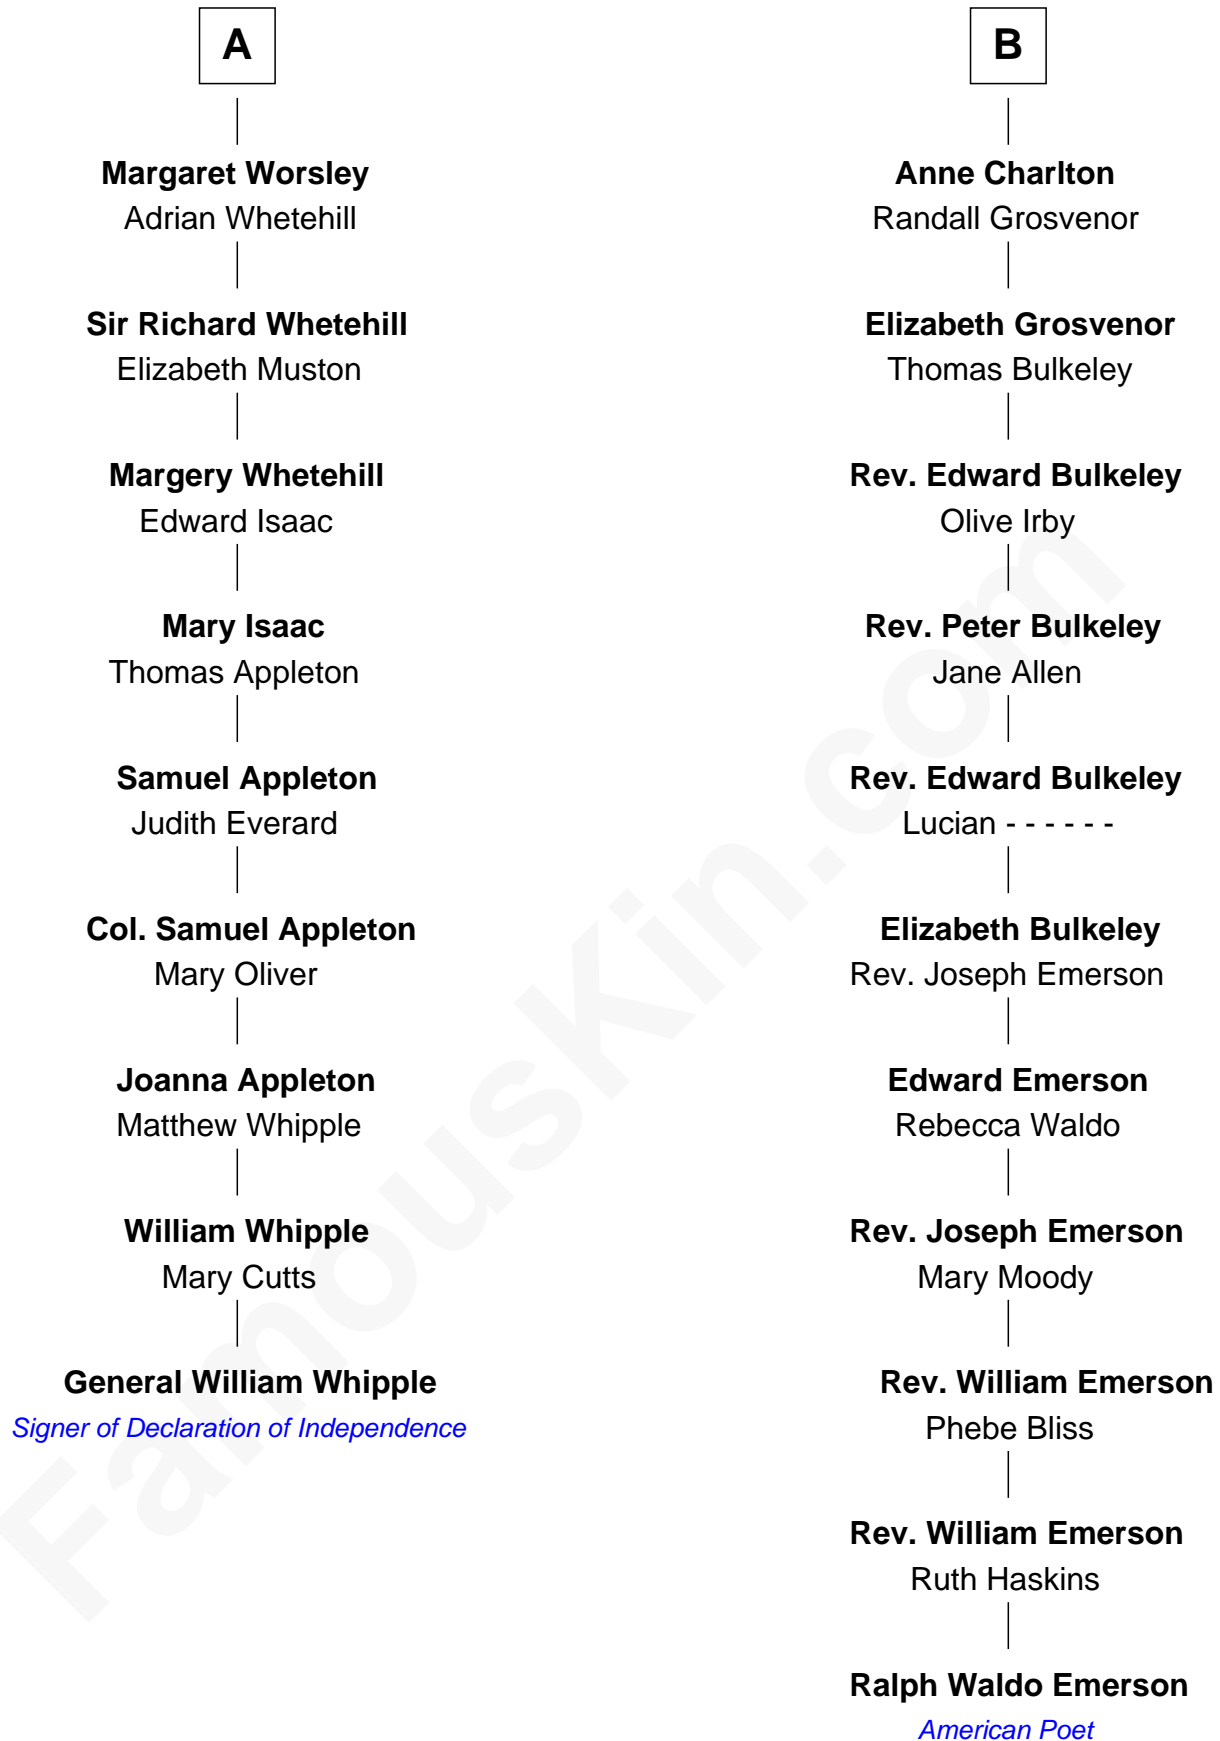 A
Margaret Worsley
Adrian Whetehill
Sir Richard Whetehill
Elizabeth Muston
Margery Whetehill
Edward Isaac
Mary Isaac
Thomas Appleton
Samuel Appleton
Judith Everard
Col. Samuel Appleton
Mary Oliver
Joanna Appleton
Matthew Whipple
William Whipple
Mary Cutts
General William Whipple
Signer of Declaration of Independence
B
Anne Charlton
Randall Grosvenor
Elizabeth Grosvenor
Thomas Bulkeley
Rev. Edward Bulkeley
Olive Irby
Rev. Peter Bulkeley
Jane Allen
Rev. Edward Bulkeley
Lucian - - - - - -
Elizabeth Bulkeley
Rev. Joseph Emerson
Edward Emerson
Rebecca Waldo
Rev. Joseph Emerson
Mary Moody
Rev. William Emerson
Phebe Bliss
Rev. William Emerson
Ruth Haskins
Ralph Waldo Emerson
American Poet
FamousKin.com